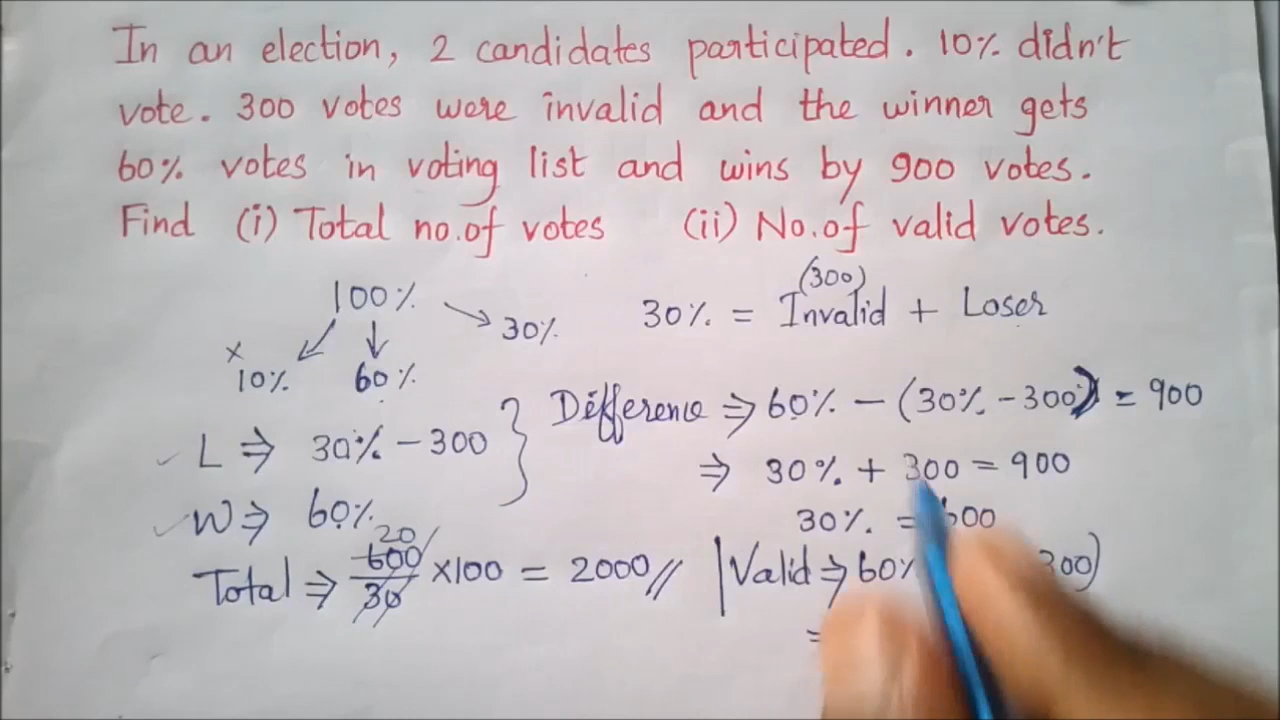 In an election, 2 candidates participated. 10% didn't
vote. 300 votes were invalid and the winner gets
60% votes in voting list and wins by 900 votes.
Find (i) Total no.of votes (ii) No.of valid votes.
100%
30%
×
10% 60%
(300)
30% = Invalid + Loser
L ⇒ 30% - 300
W ⇒ 60%
Difference ⇒ 60% - (30% - 300) = 900
⇒ 30% + 300 = 900
30% = 600
20
Total ⇒ 600/30 ×100 = 2000//
Valid ⇒ 60% 300)
=